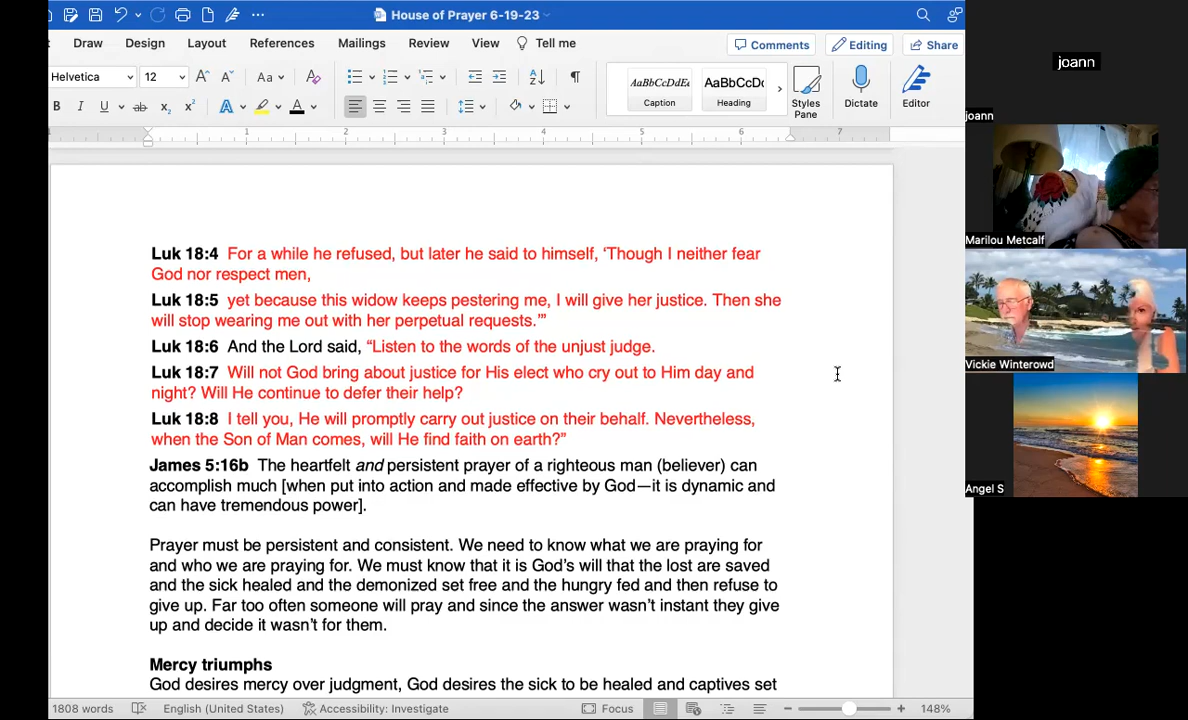 House of Prayer 6-19-23
Draw Design Layout References Mailings Review View Tell me
Comments Editing Share
Helvetica 12 Aa
AaBbCcDdEe AaBbCcDc
Caption Heading
Styles Pane
Dictate
Editor
B I U ab x₂ x² A A
1 2 3 4 5 6 7
Luk 18:4 For a while he refused, but later he said to himself, ‘Though I neither fear
God nor respect men,
Luk 18:5 yet because this widow keeps pestering me, I will give her justice. Then she
will stop wearing me out with her perpetual requests.’”
Luk 18:6 And the Lord said, “Listen to the words of the unjust judge.
Luk 18:7 Will not God bring about justice for His elect who cry out to Him day and
night? Will He continue to defer their help?
Luk 18:8 I tell you, He will promptly carry out justice on their behalf. Nevertheless,
when the Son of Man comes, will He find faith on earth?”
James 5:16b The heartfelt and persistent prayer of a righteous man (believer) can
accomplish much [when put into action and made effective by God—it is dynamic and
can have tremendous power].
Prayer must be persistent and consistent. We need to know what we are praying for
and who we are praying for. We must know that it is God’s will that the lost are saved
and the sick healed and the demonized set free and the hungry fed and then refuse to
give up. Far too often someone will pray and since the answer wasn’t instant they give
up and decide it wasn’t for them.
Mercy triumphs
God desires mercy over judgment, God desires the sick to be healed and captives set
1808 words English (United States) Accessibility: Investigate Focus 148%
joann
joann
Marilou Metcalf
Vickie Winterowd
Angel S